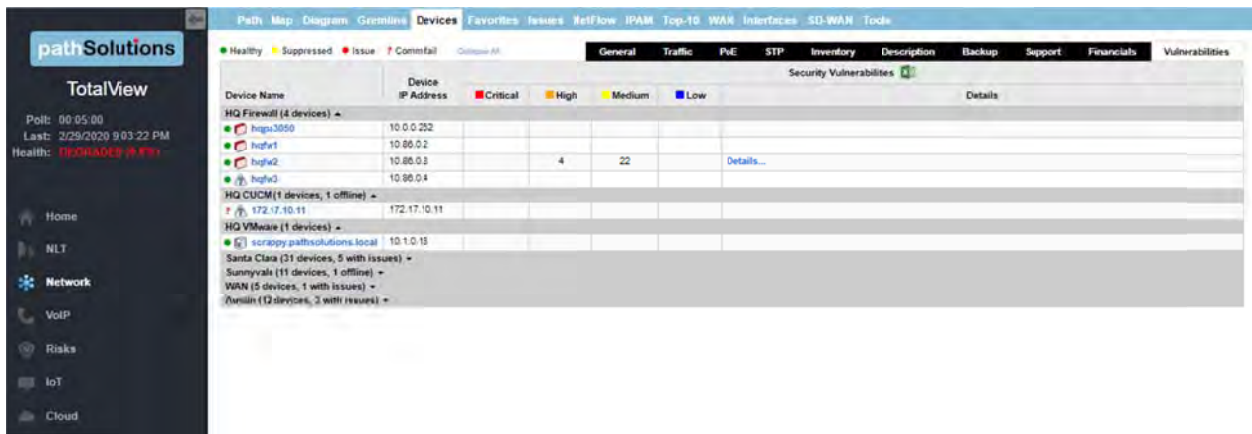 Path Map Diagram Gremlins Devices Favorites Issues NetFlow IPAM Top-10 WAN Interfaces SD-WAN Tools
pathSolutions
TotalView
Poll: 00:05:00
Last: 2/29/2020 9:03:22 PM
Health: DEGRADED
Home
NLT
Network
VoIP
Risks
IoT
Cloud
Healthy Suppressed Issue ? Commfail Collapse All
General Traffic PoE STP Inventory Description Backup Support Financials Vulnerabilities
Security Vulnerabilites
Device Name Device IP Address Critical High Medium Low Details
HQ Firewall (4 devices)
10.0.0.252
hqfw1 10.86.0.2
hqfw2 10.86.0.3 4 22 Details...
hqfw3 10.86.0.4
HQ CUCM(1 devices, 1 offline)
? 172.17.10.11 172.17.10.11
HQ VMware (1 devices)
scrappy.pathsolutions.local
Santa Clara (31 devices, 5 with issues)
Sunnyvale (11 devices, 1 offline)
WAN (5 devices, 1 with issues)
Austin (12 devices, 3 with issues)